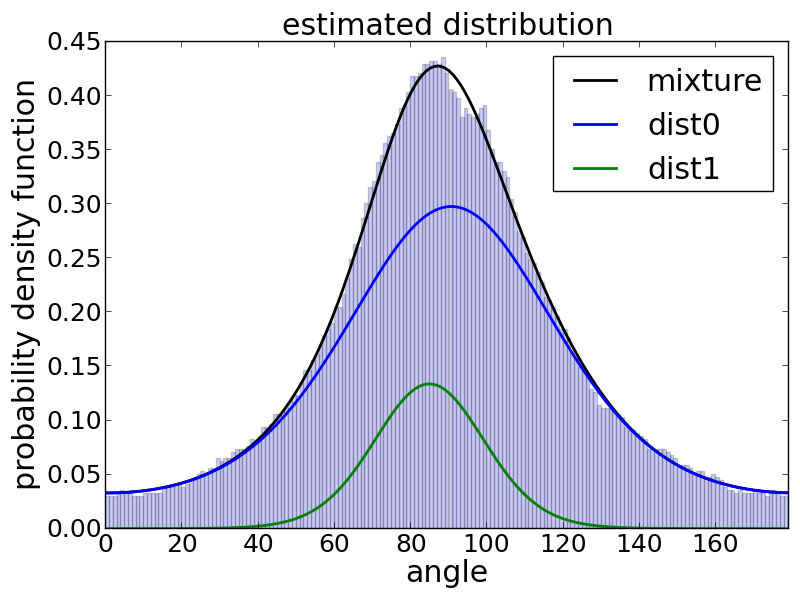 estimated distribution
probability density function
0.45
0.40
0.35
0.30
0.25
0.20
0.15
0.10
0.05
0.00
mixture
dist0
dist1
0 20 40 60 80 100 120 140 160
angle